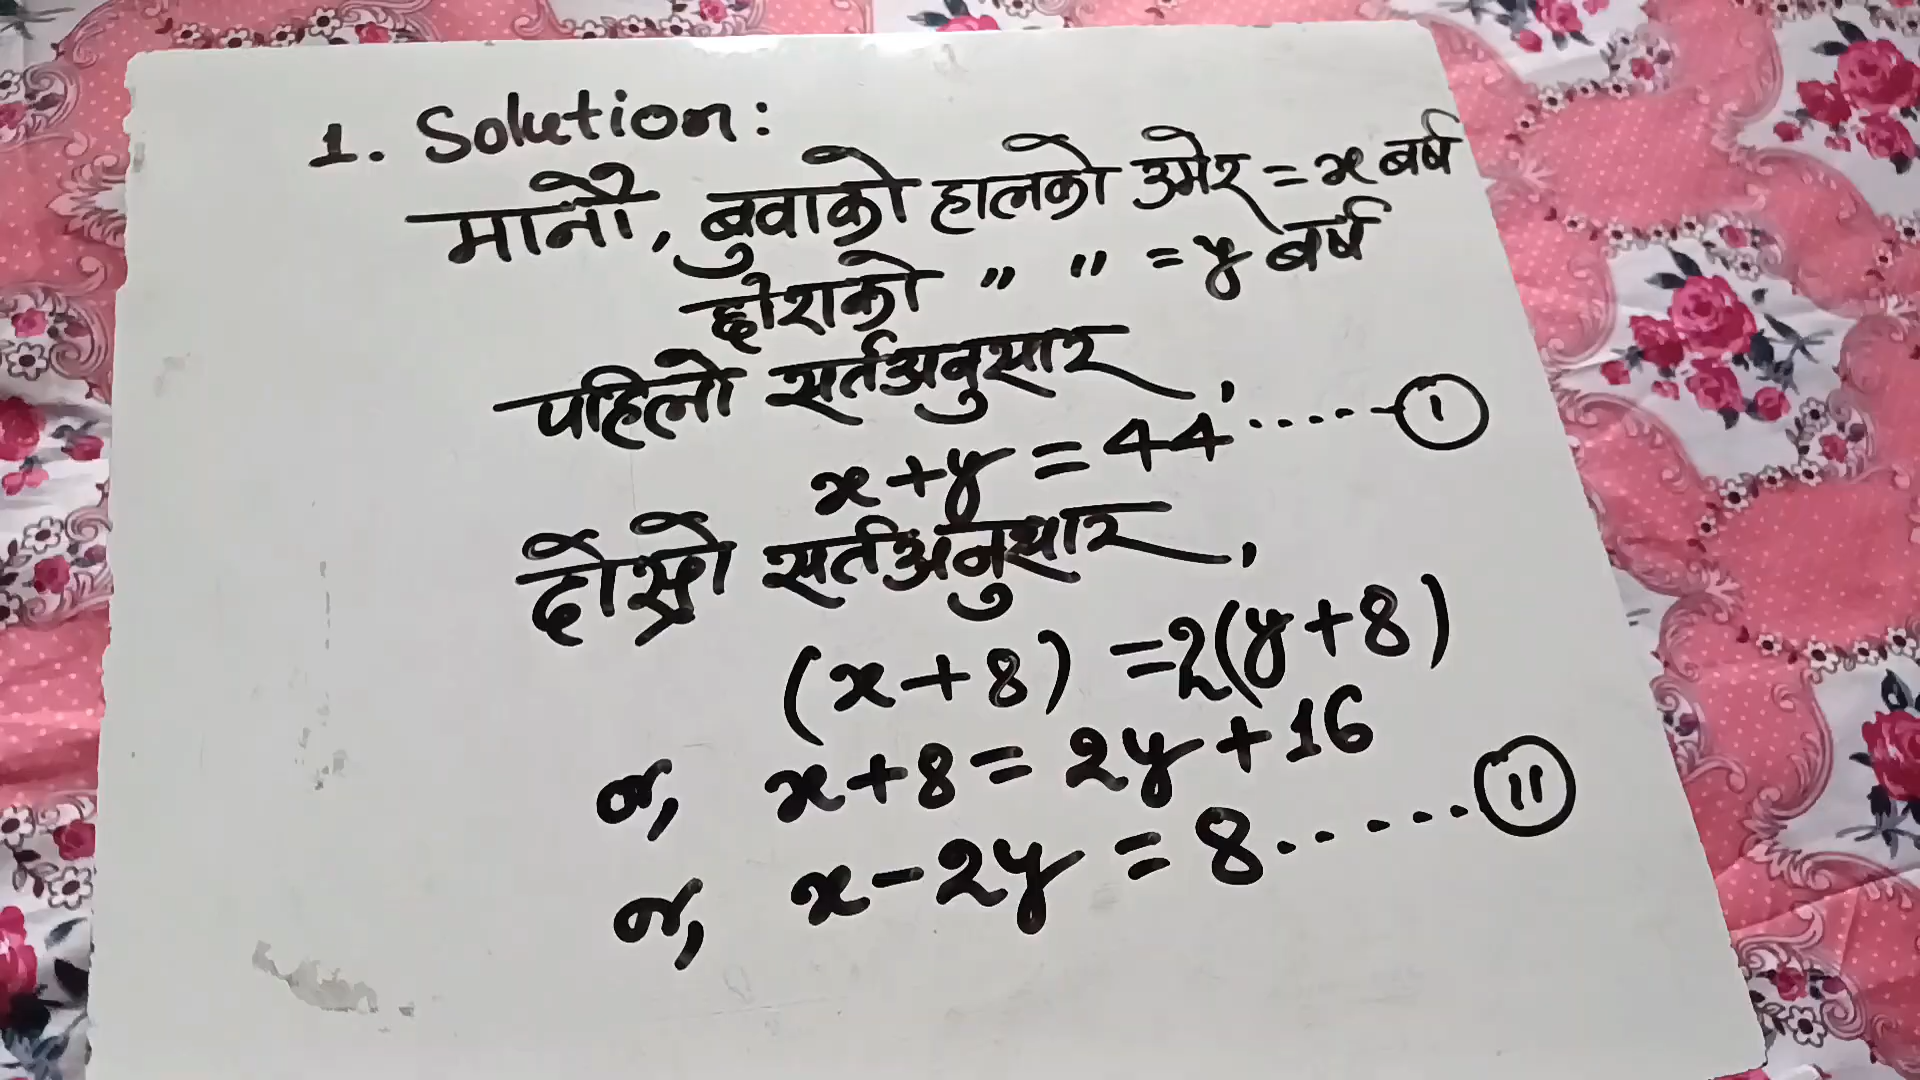 1. Solution:
मानौ, बुवाको हालको उमेर = x बर्ष
छोराको " " = y बर्ष
पहिलो सर्तअनुसार,
x + y = 44 ..... (i)
दोस्रो सर्तअनुसार,
(x + 8) = 2(y + 8)
or, x + 8 = 2y + 16
or, x - 2y = 8 ..... (ii)